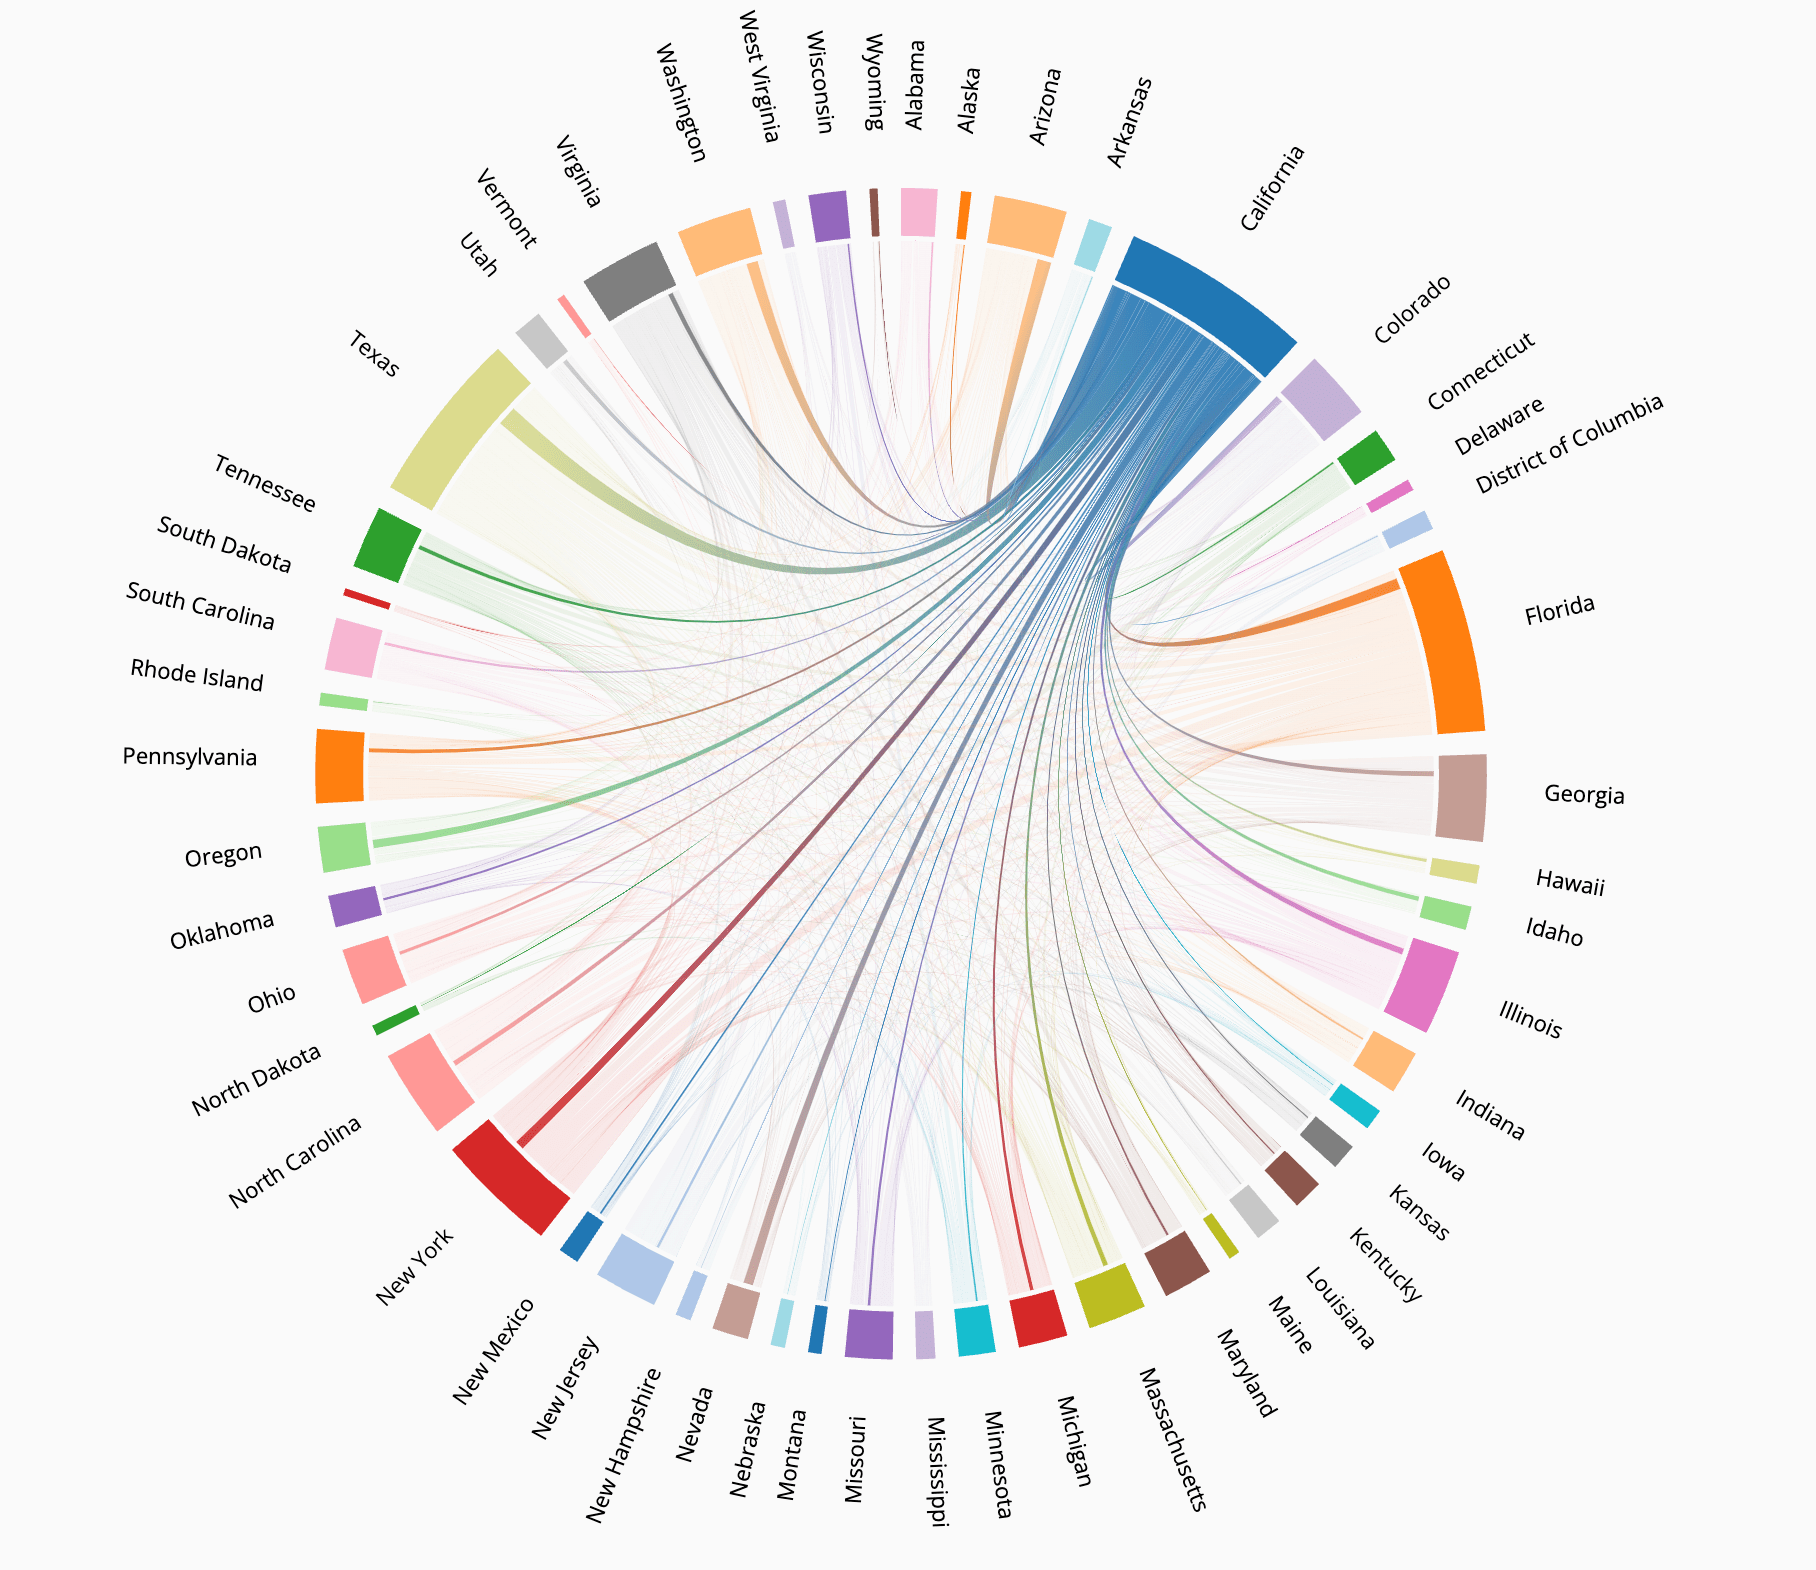 Alabama
Alaska
Arizona
Arkansas
California
Colorado
Connecticut
Delaware
District of Columbia
Florida
Georgia
Hawaii
Idaho
Illinois
Indiana
Iowa
Kansas
Kentucky
Louisiana
Maine
Maryland
Massachusetts
Michigan
Minnesota
Mississippi
Missouri
Montana
Nebraska
Nevada
New Hampshire
New Jersey
New Mexico
New York
North Carolina
North Dakota
Ohio
Oklahoma
Oregon
Pennsylvania
Rhode Island
South Carolina
South Dakota
Tennessee
Texas
Utah
Vermont
Virginia
Washington
West Virginia
Wisconsin
Wyoming